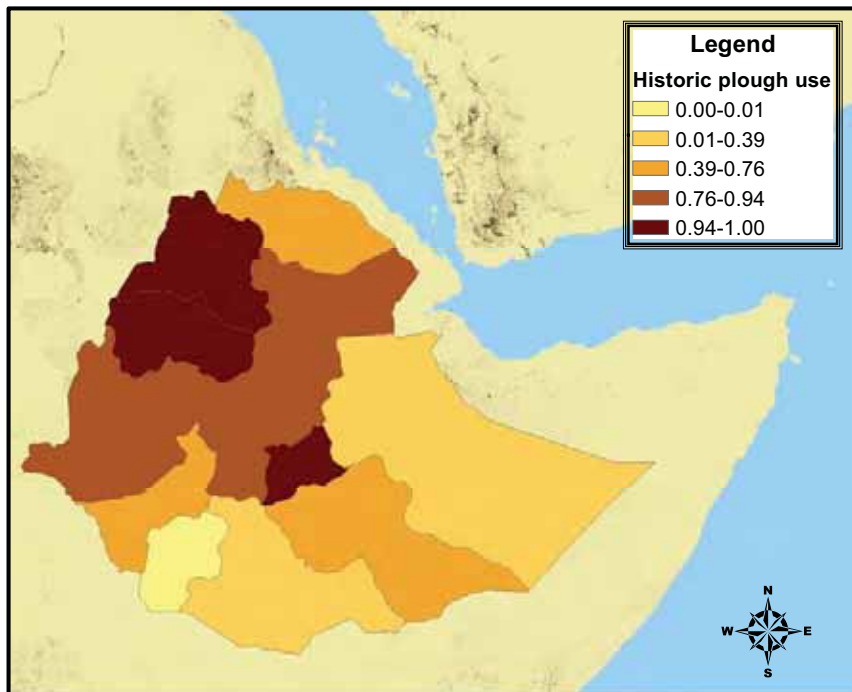 Legend
Historic plough use
0.00-0.01
0.01-0.39
0.39-0.76
0.76-0.94
0.94-1.00
N
W E
S